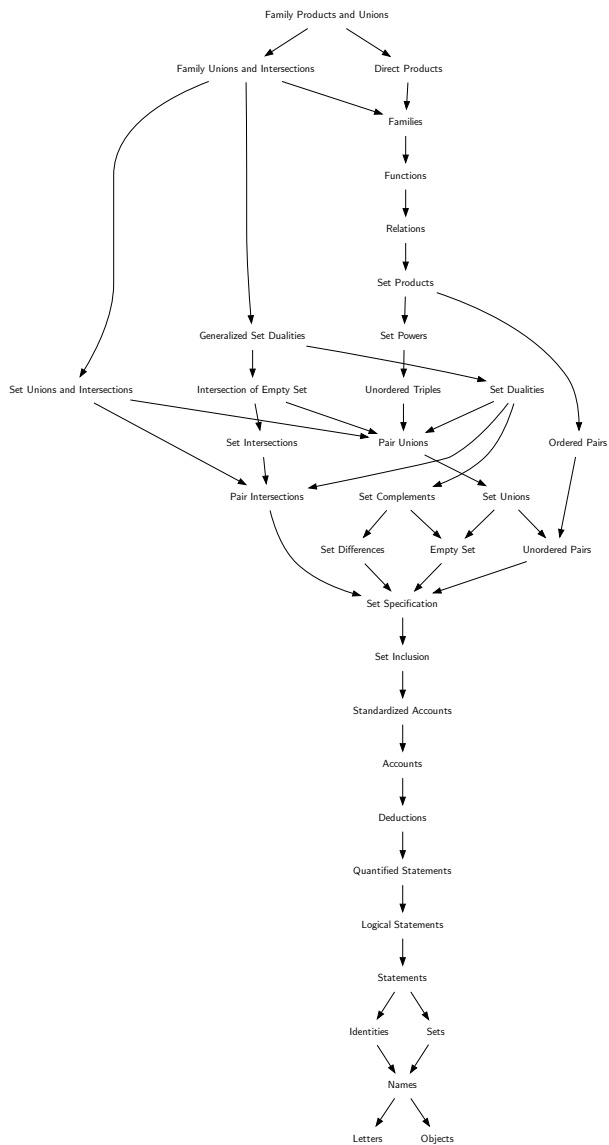 Family Products and Unions
Family Unions and Intersections
Direct Products
Families
Functions
Relations
Set Products
Generalized Set Dualities
Set Powers
Set Unions and Intersections
Intersection of Empty Set
Unordered Triples
Set Dualities
Set Intersections
Pair Unions
Ordered Pairs
Pair Intersections
Set Complements
Set Unions
Set Differences
Empty Set
Unordered Pairs
Set Specification
Set Inclusion
Standardized Accounts
Accounts
Deductions
Quantified Statements
Logical Statements
Statements
Identities
Sets
Names
Letters
Objects